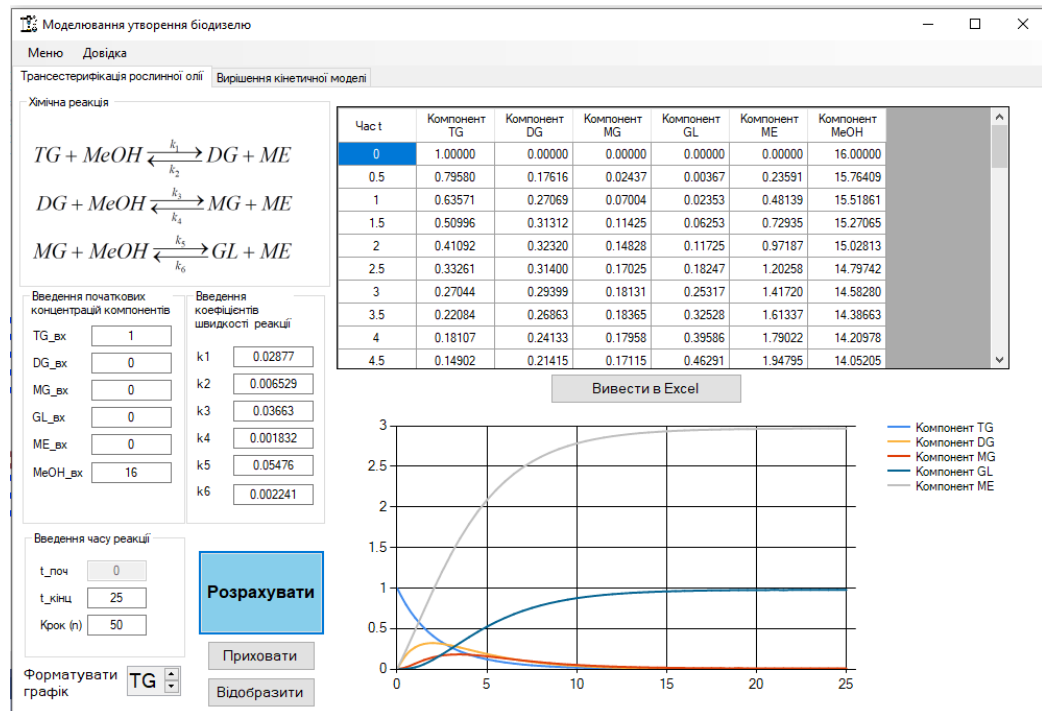 Моделювання утворення біодизелю
Меню Довідка
Трансестерифікація рослинної олії Вирішення кінетичної моделі
Хімічна реакція
TG + MeOH k1 k2 DG + ME
DG + MeOH k3 k4 MG + ME
MG + MeOH k5 k6 GL + ME
Введення початкових
концентрацій компонентів
TG_вх 1
DG_вх 0
MG_вх 0
GL_вх 0
ME_вх 0
MeOH_вх 16
Введення
коефіцієнтів
швидкості реакції
k1 0.02877
k2 0.006529
k3 0.03663
k4 0.001832
k5 0.05476
k6 0.002241
Введення часу реакції
t_поч 0
t_кінц 25
Крок (n) 50
Форматувати
графік
TG
Розрахувати
Приховати
Відобразити
Час t Компонент TG Компонент DG Компонент MG Компонент GL Компонент ME Компонент MeOH
0 1.00000 0.00000 0.00000 0.00000 0.00000 16.00000
0.5 0.79580 0.17616 0.02437 0.00367 0.23591 15.76409
1 0.63571 0.27069 0.07004 0.02353 0.48139 15.51861
1.5 0.50996 0.31312 0.11425 0.06253 0.72935 15.27065
2 0.41092 0.32320 0.14828 0.11725 0.97187 15.02813
2.5 0.33261 0.31400 0.17025 0.18247 1.20258 14.79742
3 0.27044 0.29399 0.18131 0.25317 1.41720 14.58280
3.5 0.22084 0.26863 0.18365 0.32528 1.61337 14.38663
4 0.18107 0.24133 0.17958 0.39586 1.79022 14.20978
4.5 0.14902 0.21415 0.17115 0.46291 1.94795 14.05205
Вивести в Excel
3
2.5
2
1.5
1
0.5
0
0 5 10 15 20 25
Компонент TG
Компонент DG
Компонент MG
Компонент GL
Компонент ME